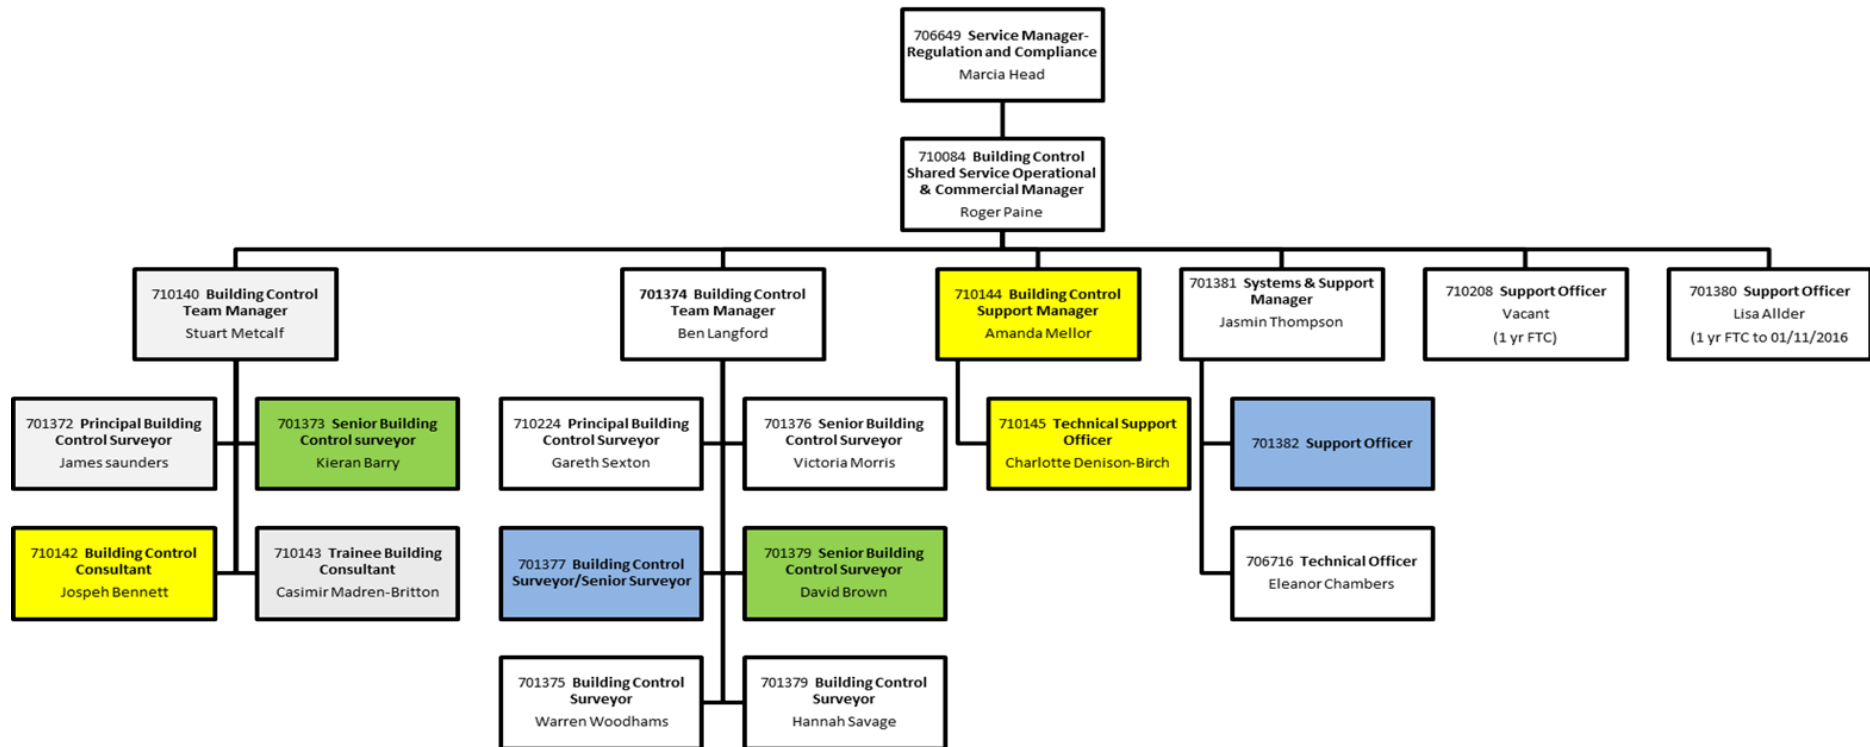 706649 Service Manager-
Regulation and Compliance
Marcia Head
710084 Building Control
Shared Service Operational
& Commercial Manager
Roger Paine
710140 Building Control
Team Manager
Stuart Metcalf
701374 Building Control
Team Manager
Ben Langford
710144 Building Control
Support Manager
Amanda Mellor
701381 Systems & Support
Manager
Jasmin Thompson
710208 Support Officer
Vacant
(1 yr FTC)
701380 Support Officer
Lisa Allder
(1 yr FTC to 01/11/2016
701372 Principal Building
Control Surveyor
James saunders
701373 Senior Building
Control surveyor
Kieran Barry
710224 Principal Building
Control Surveyor
Gareth Sexton
701376 Senior Building
Control Surveyor
Victoria Morris
710145 Technical Support
Officer
Charlotte Denison-Birch
701382 Support Officer
710142 Building Control
Consultant
Jospeh Bennett
710143 Trainee Building
Consultant
Casimir Madren-Britton
701377 Building Control
Surveyor/Senior Surveyor
701379 Senior Building
Control Surveyor
David Brown
706716 Technical Officer
Eleanor Chambers
701375 Building Control
Surveyor
Warren Woodhams
701379 Building Control
Surveyor
Hannah Savage